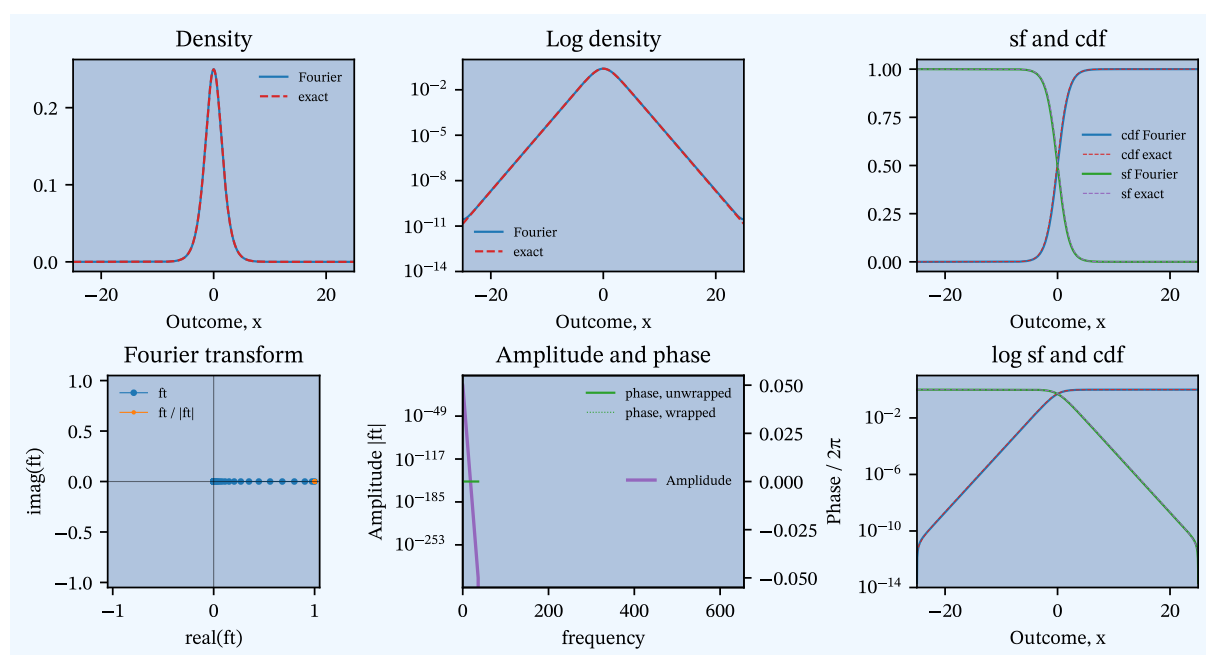 Density
Log density
sf and cdf
Fourier
exact
0.2
0.1
0.0
−20
0
20
Outcome, x
10⁻²
10⁻⁵
10⁻⁸
10⁻¹¹
10⁻¹⁴
Fourier
exact
−20
0
20
Outcome, x
1.00
0.75
0.50
0.25
0.00
cdf Fourier
cdf exact
sf Fourier
sf exact
−20
0
20
Outcome, x
Fourier transform
Amplitude and phase
log sf and cdf
imag(ft)
1.0
0.5
0.0
−0.5
−1.0
ft
ft / |ft|
−1
0
1
real(ft)
Amplitude |ft|
10⁻⁴⁹
10⁻¹¹⁷
10⁻¹⁸⁵
10⁻²⁵³
phase, unwrapped
phase, wrapped
Amplidude
0.050
0.025
0.000
−0.025
−0.050
Phase / 2π
0
200
400
600
frequency
10⁻²
10⁻⁶
10⁻¹⁰
10⁻¹⁴
−20
0
20
Outcome, x